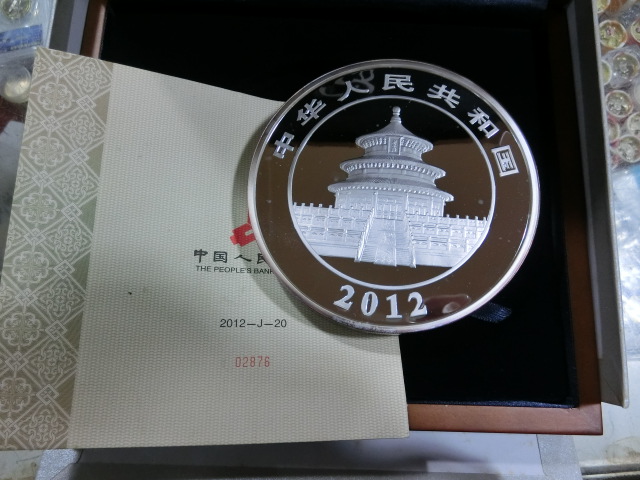 中华人民共和国
2012
中国人民
THE PEOPLE'S BANK
2012-J-20
02876